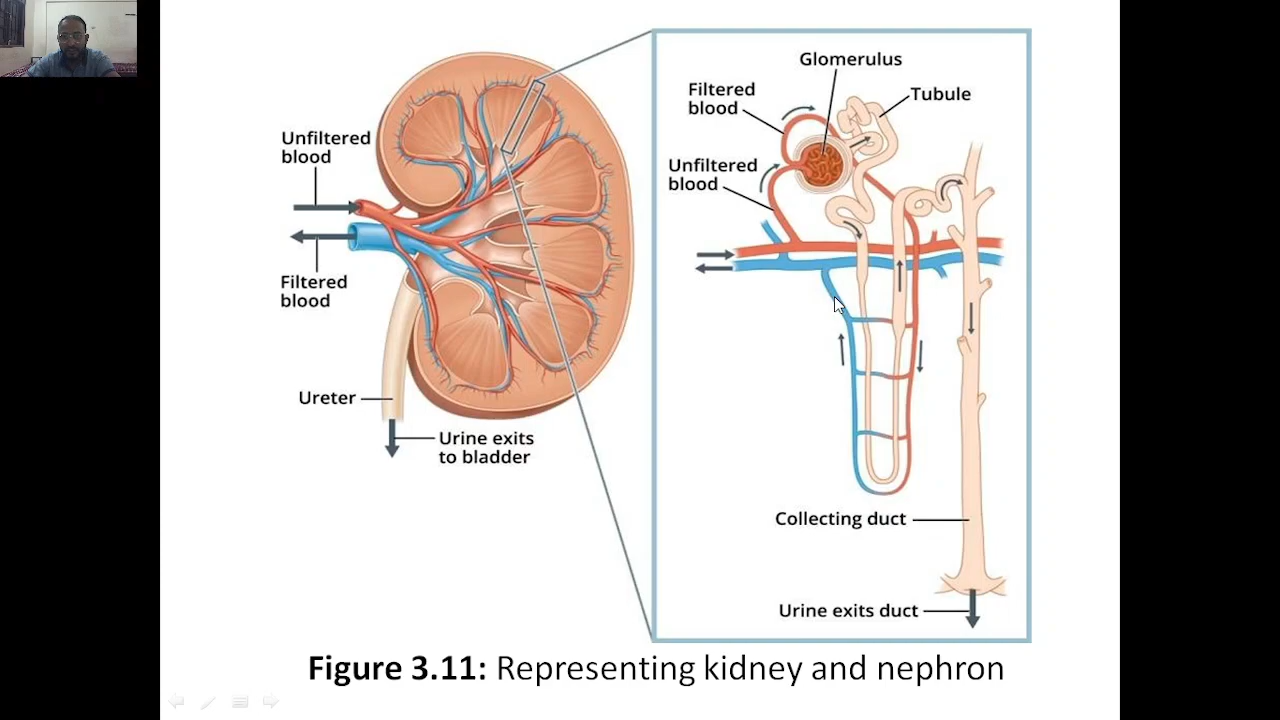 Unfiltered
blood
Filtered
blood
Ureter
Urine exits
to bladder
Glomerulus
Filtered
blood
Tubule
Unfiltered
blood
Collecting duct
Urine exits duct
Figure 3.11: Representing kidney and nephron